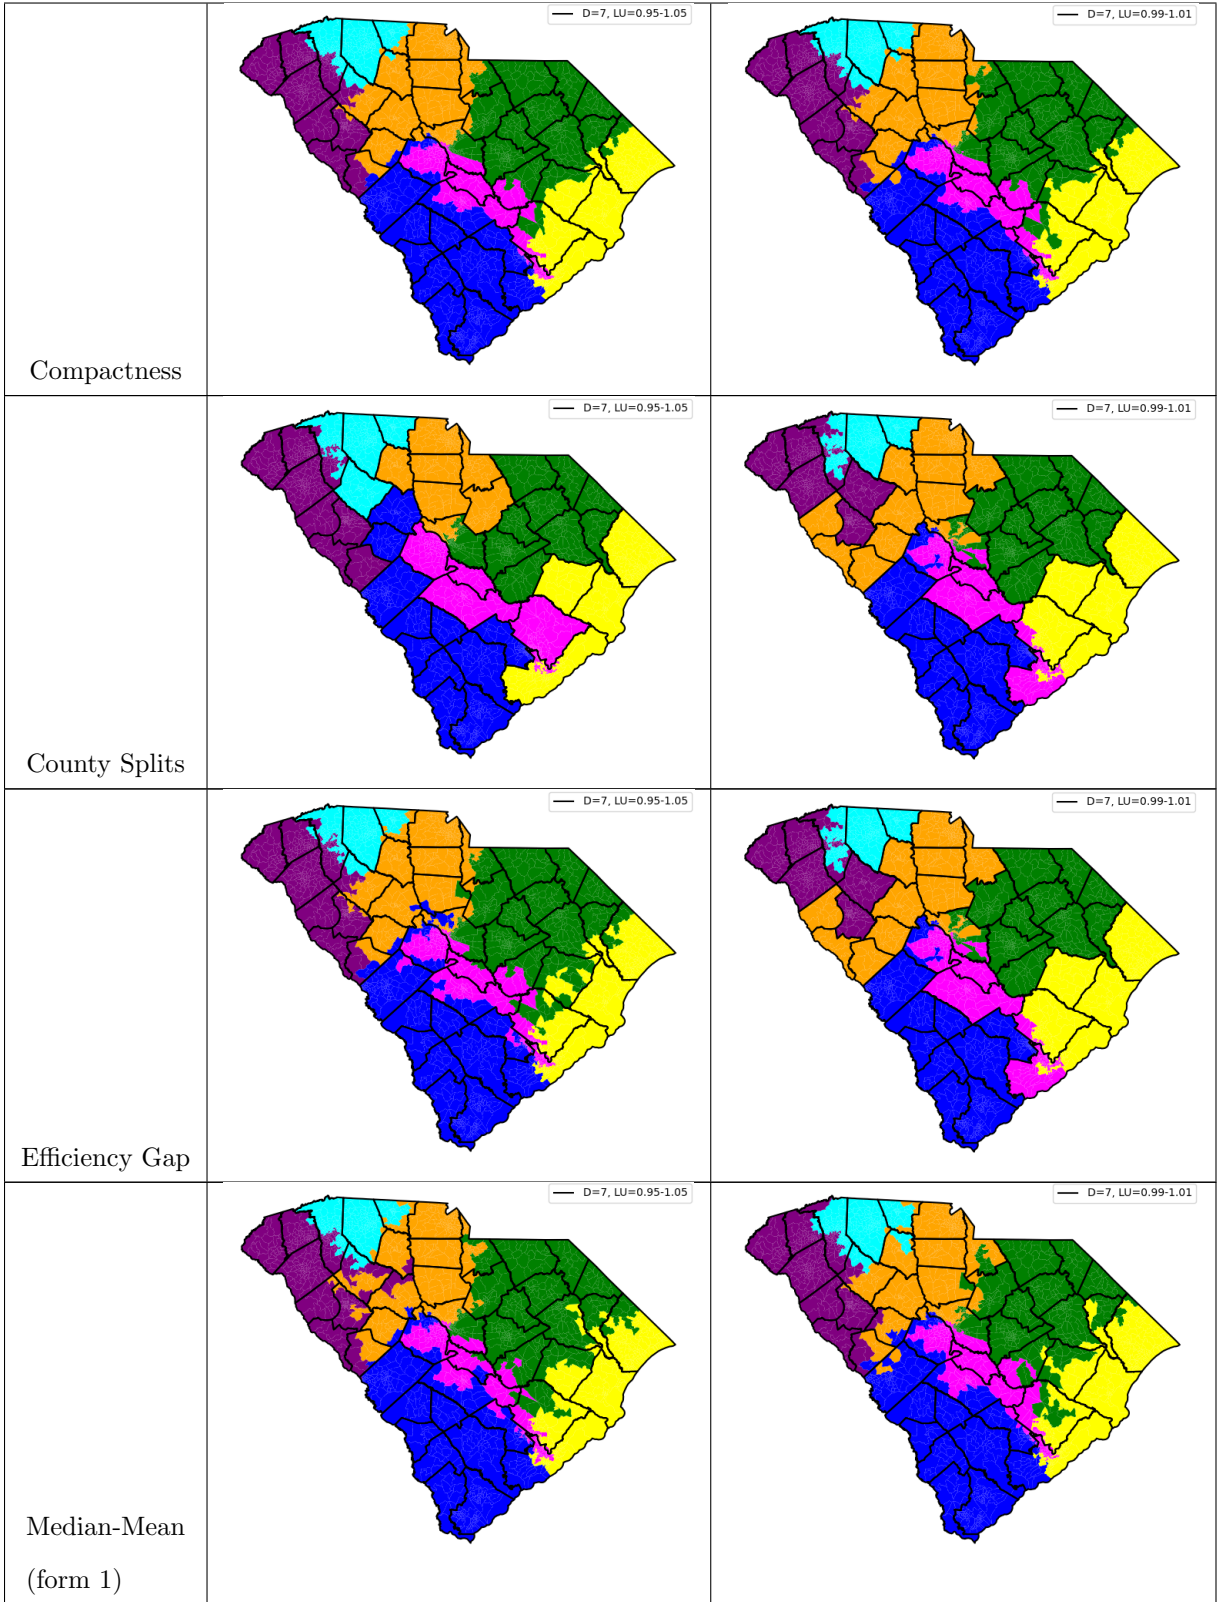 D=7, LU=0.95-1.05
D=7, LU=0.99-1.01
Compactness
D=7, LU=0.95-1.05
D=7, LU=0.99-1.01
County Splits
D=7, LU=0.95-1.05
D=7, LU=0.99-1.01
Efficiency Gap
D=7, LU=0.95-1.05
D=7, LU=0.99-1.01
Median-Mean
(form 1)